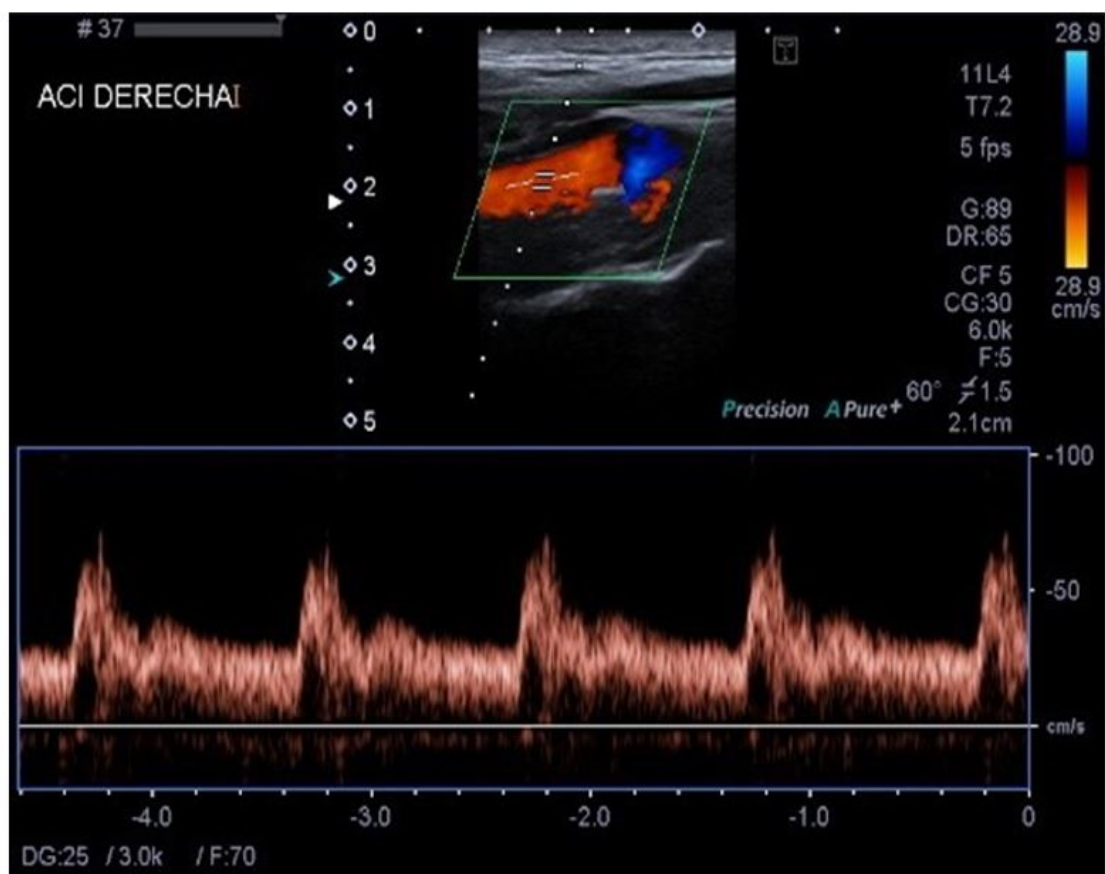 # 37
0
ACI DERECHA
1
2
3
4
5
28.9
11L4
T7.2
5 fps
G:89
DR:65
CF 5
CG:30
6.0k
F:5
28.9
cm/s
60° 1.5
2.1cm
Precision APure+
-100
-50
cm/s
-4.0 -3.0 -2.0 -1.0 0
DG:25 / 3.0k / F:70